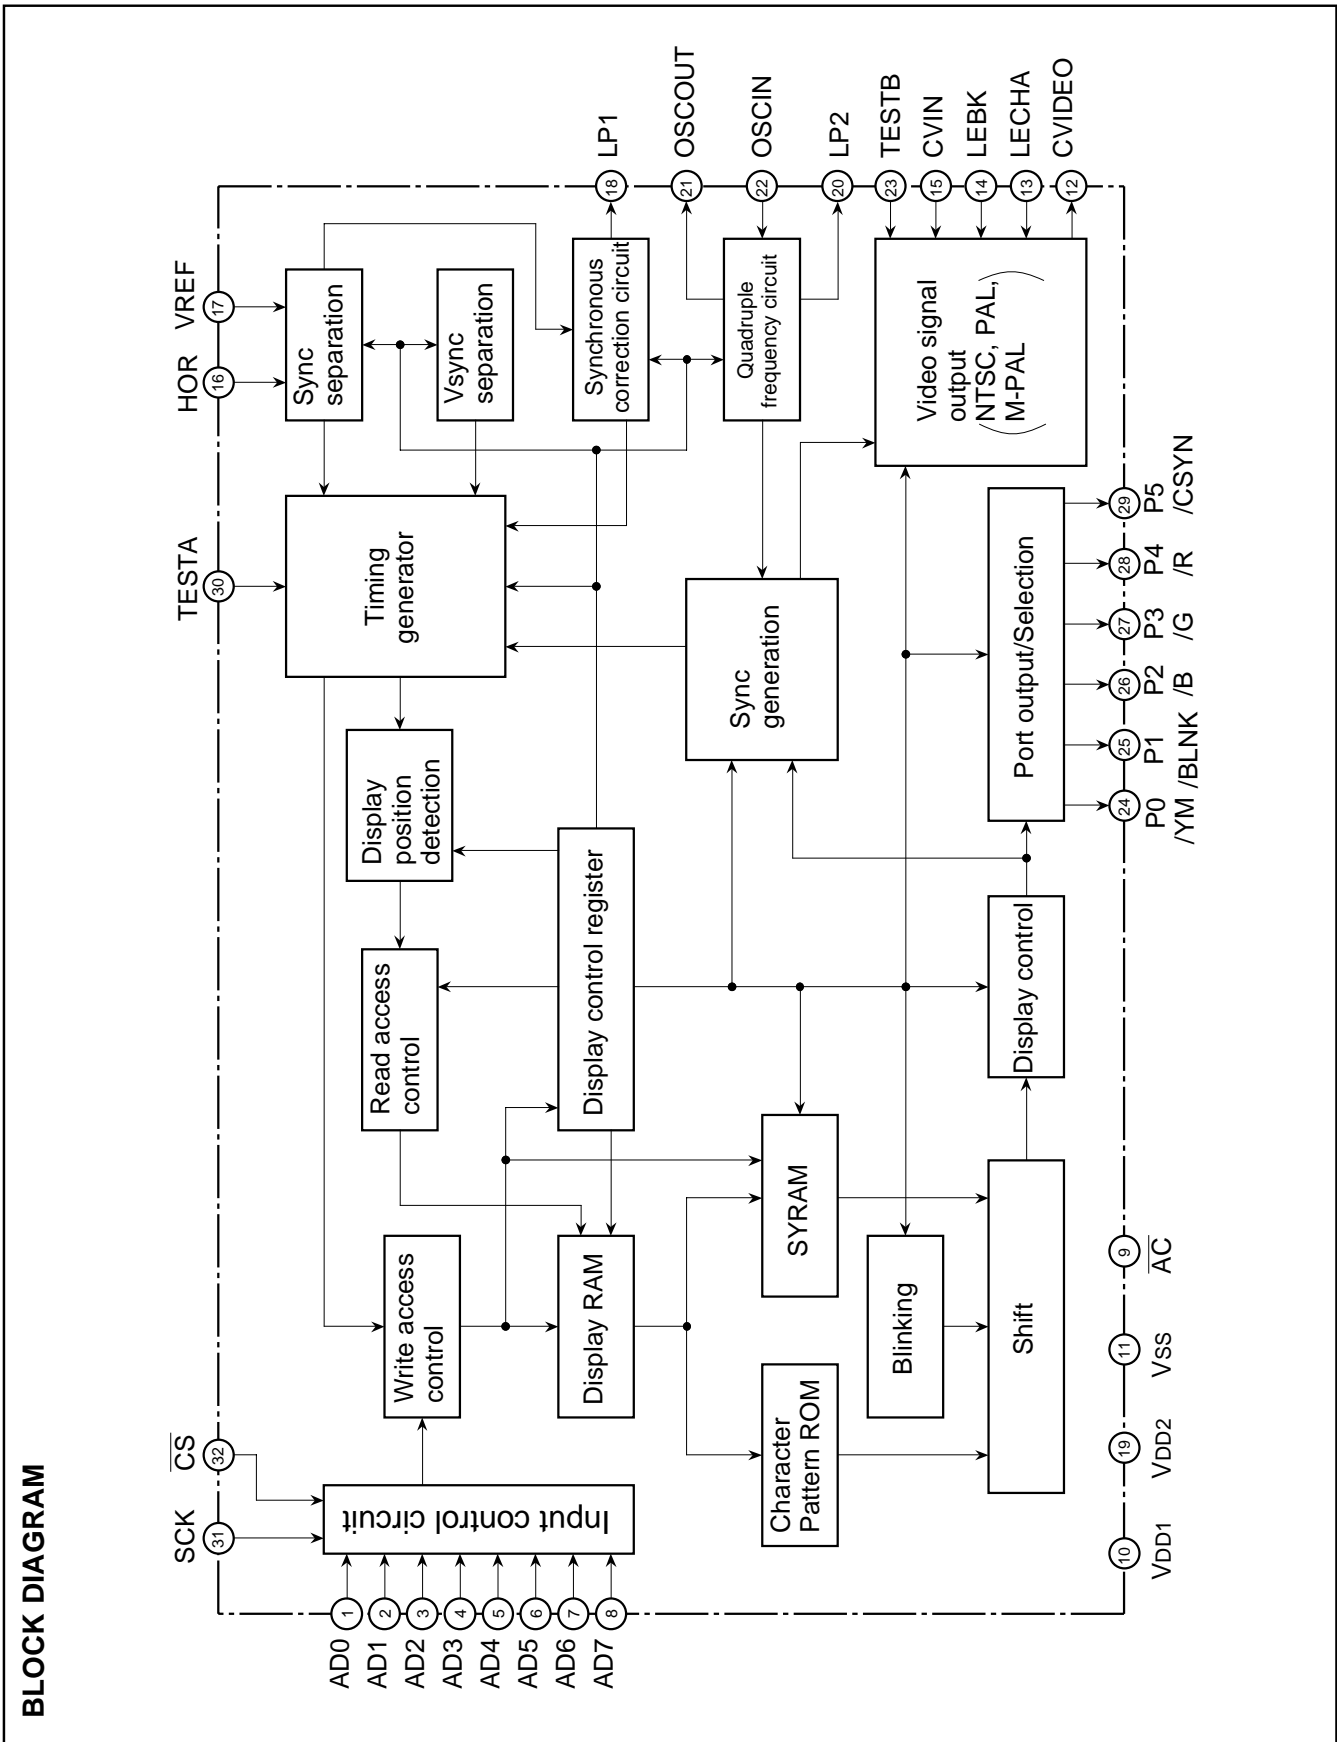 BLOCK DIAGRAM
SCK
31
CS
32
TESTA
30
HOR
16
VREF
17
AD0
1
AD1
2
AD2
3
AD3
4
AD4
5
AD5
6
AD6
7
AD7
8
Input control circuit
Write access
control
Read access
control
Display
position
detection
Timing
generator
Sync
separation
Vsync
separation
Synchronous
correction circuit
Quadruple
frequency circuit
Display RAM
Display control register
Character
Pattern ROM
SYRAM
Sync
generation
Blinking
Video signal
output
NTSC, PAL,
M-PAL
Shift
Display control
Port output/Selection
18
LP1
21
OSCOUT
22
OSCIN
20
LP2
23
TESTB
15
CVIN
14
LEBK
13
LECHA
12
CVIDEO
10
VDD1
19
VDD2
11
VSS
9
AC
24
P0
/YM
25
P1
/BLNK
26
P2
/B
27
P3
/G
28
P4
/R
29
P5
/CSYN